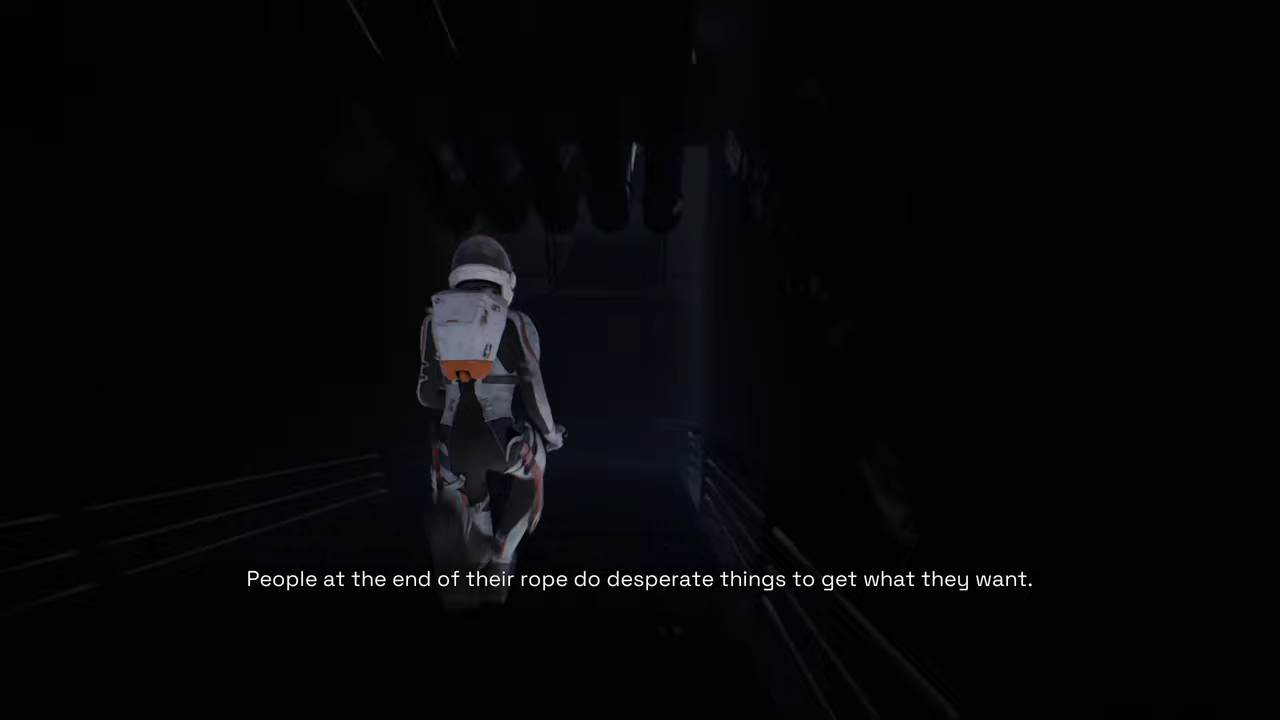 People at the end of their rope do desperate things to get what they want.